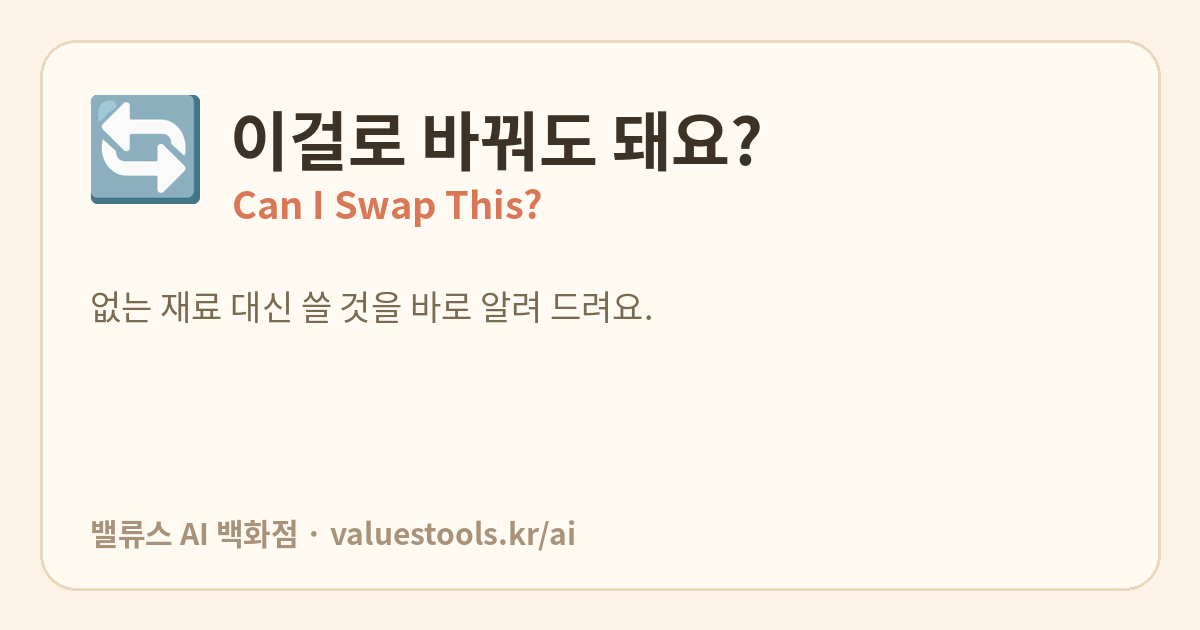 이걸로 바꿔도 돼요?
Can I Swap This?
없는 재료 대신 쓸 것을 바로 알려 드려요.
밸류스 AI 백화점 · valuestools.kr/ai